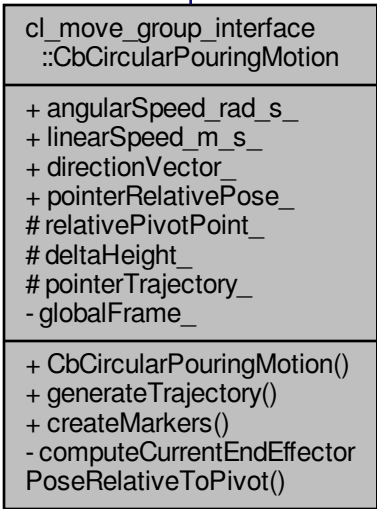 cl_move_group_interface
::CbCircularPouringMotion
+ angularSpeed_rad_s_
+ linearSpeed_m_s_
+ directionVector_
+ pointerRelativePose_
# relativePivotPoint_
# deltaHeight_
# pointerTrajectory_
- globalFrame_
+ CbCircularPouringMotion()
+ generateTrajectory()
+ createMarkers()
- computeCurrentEndEffector
PoseRelativeToPivot()